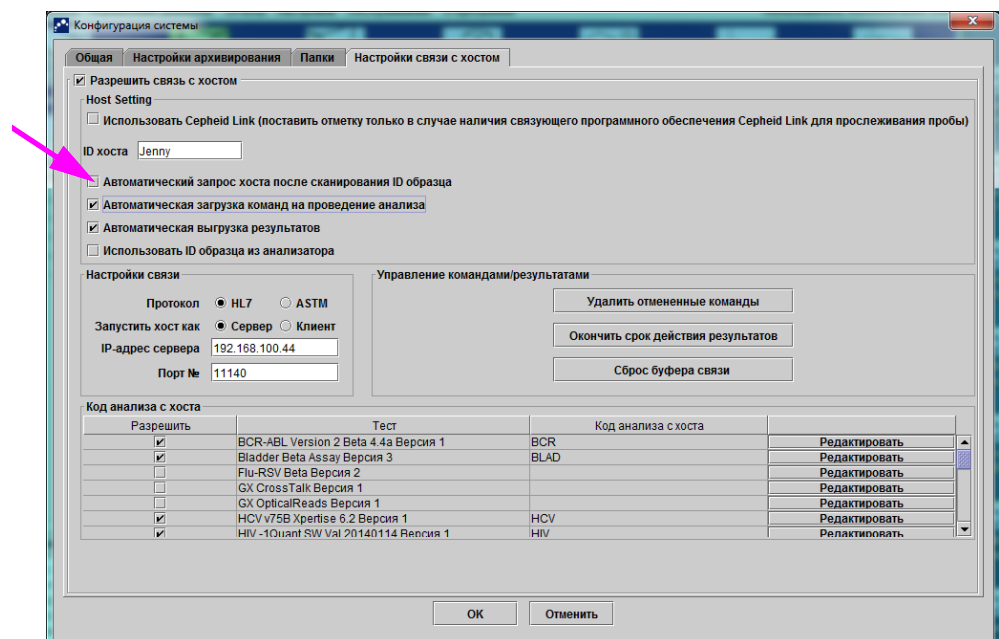 Конфигурация системы
Общая Настройки архивирования Папки Настройки связи с хостом
Разрешить связь с хостом
Host Setting
Использовать Cepheid Link (поставить отметку только в случае наличия связующего программного обеспечения Cepheid Link для прослеживания пробы)
ID хоста Jenny
Автоматический запрос хоста после сканирования ID образца
Автоматическая загрузка команд на проведение анализа
Автоматическая выгрузка результатов
Использовать ID образца из анализатора
Настройки связи
Протокол HL7 ASTM
Запустить хост как Сервер Клиент
IP-адрес сервера 192.168.100.44
Порт № 11140
Управление командами/результатами
Удалить отмененные команды
Окончить срок действия результатов
Сброс буфера связи
Код анализа с хоста
Разрешить Тест Код анализа с хоста
BCR-ABL Version 2 Beta 4.4a Версия 1 BCR Редактировать
Bladder Beta Assay Версия 3 BLAD Редактировать
Flu-RSV Beta Версия 2 Редактировать
GX CrossTalk Версия 1 Редактировать
GX OpticalReads Версия 1 Редактировать
HCV v75B Xpertise 6.2 Версия 1 HCV Редактировать
HIV -1Quant SW Val 20140114 Версия 1 HIV Редактировать
OK Отменить